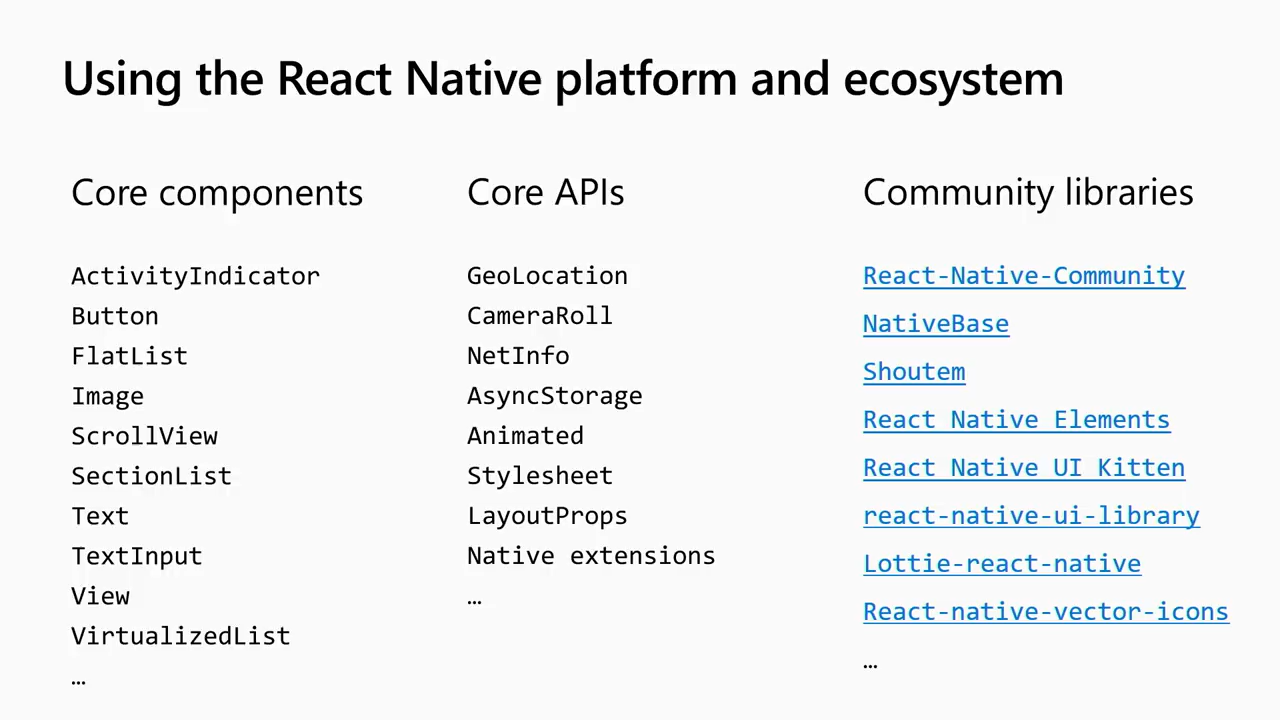 Using the React Native platform and ecosystem
Core components
ActivityIndicator
Button
FlatList
Image
ScrollView
SectionList
Text
TextInput
View
VirtualizedList
…
Core APIs
GeoLocation
CameraRoll
NetInfo
AsyncStorage
Animated
Stylesheet
LayoutProps
Native extensions
…
Community libraries
React-Native-Community
NativeBase
Shoutem
React Native Elements
React Native UI Kitten
react-native-ui-library
Lottie-react-native
React-native-vector-icons
…